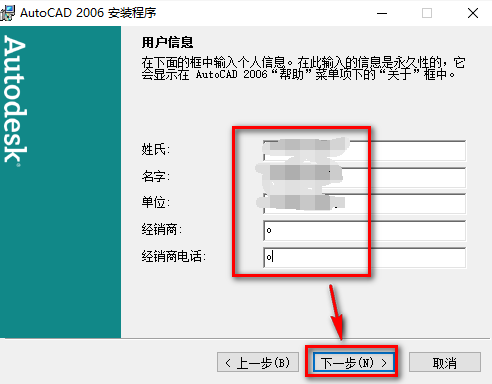 AutoCAD 2006 安装程序
Autodesk
用户信息
在下面的框中输入个人信息。在此输入的信息是永久性的，它
会显示在 AutoCAD 2006“帮助”菜单项下的“关于”框中。
姓氏:
名字:
单位:
经销商:
o
经销商电话:
o
< 上一步(B)
下一步(N) >
取消